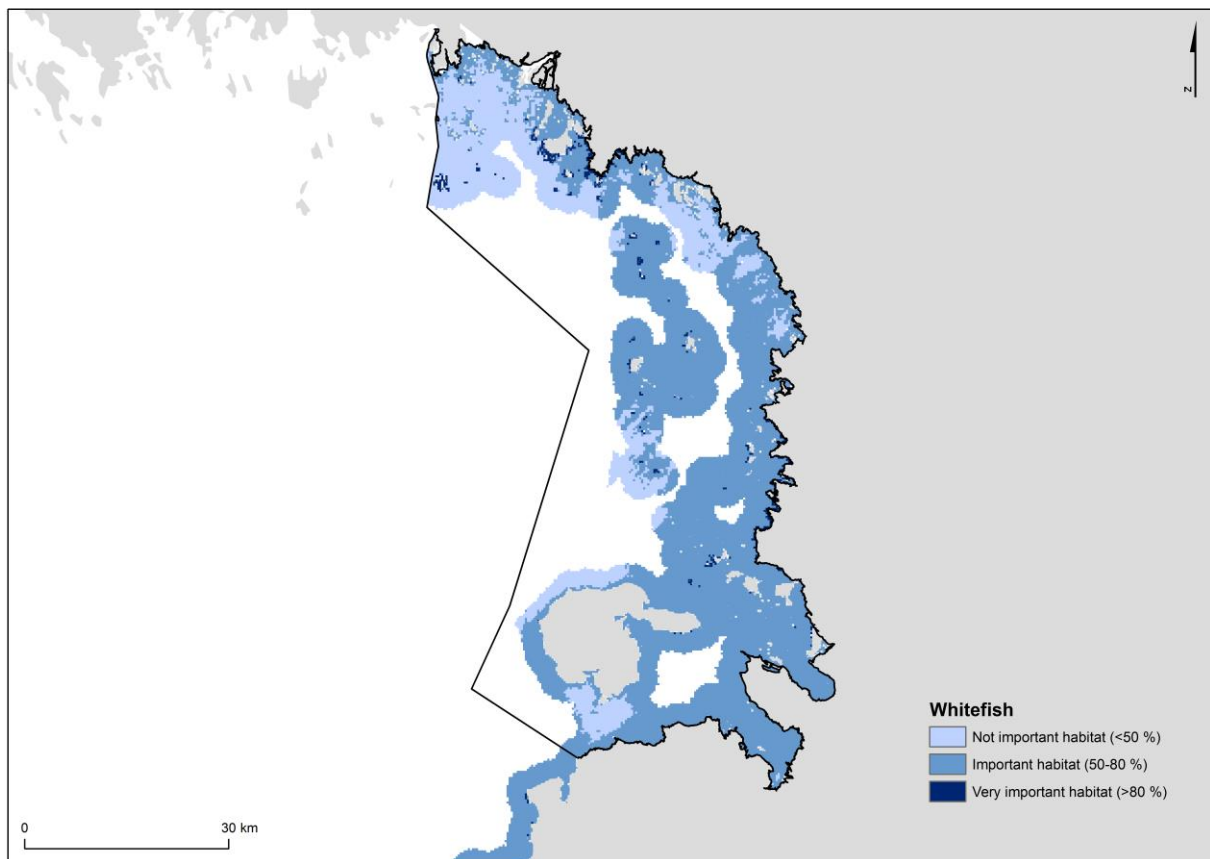 N
Whitefish
Not important habitat (<50 %)
Important habitat (50-80 %)
Very important habitat (>80 %)
0 30 km